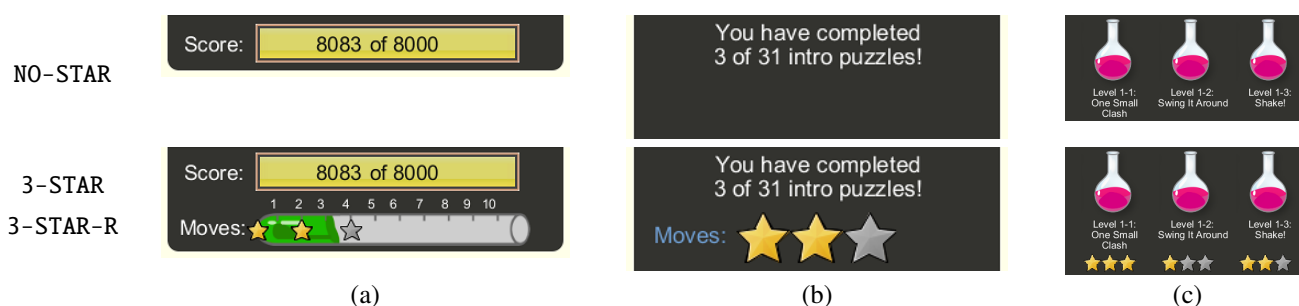 NO-STAR
Score: 8083 of 8000
You have completed
3 of 31 intro puzzles!
Level 1-1: One Small Clash
Level 1-2: Swing It Around
Level 1-3: Shake!
3-STAR
3-STAR-R
Score: 8083 of 8000
1 2 3 4 5 6 7 8 9 10
Moves:
You have completed
3 of 31 intro puzzles!
Moves:
Level 1-1: One Small Clash
Level 1-2: Swing It Around
Level 1-3: Shake!
(a)
(b)
(c)